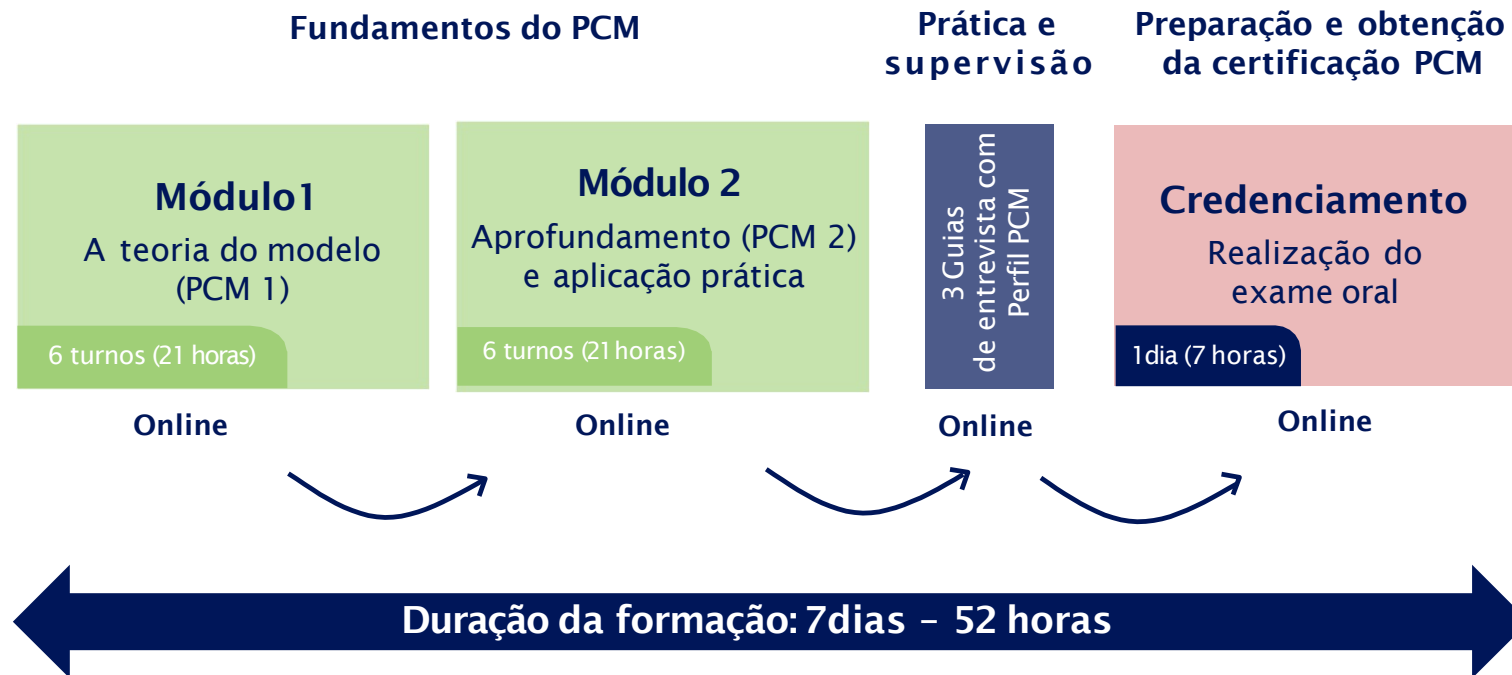 Fundamentos do PCM
Prática e
supervisão
Preparação e obtenção
da certificação PCM
Módulo1
A teoria do modelo
(PCM 1)
6 turnos (21 horas)
Online
Módulo 2
Aprofundamento (PCM 2)
e aplicação prática
6 turnos (21horas)
Online
3 Guias
de entrevista com
Perfil PCM
Online
Credenciamento
Realização do
exame oral
1dia (7 horas)
Online
Duração da formação: 7dias – 52 horas